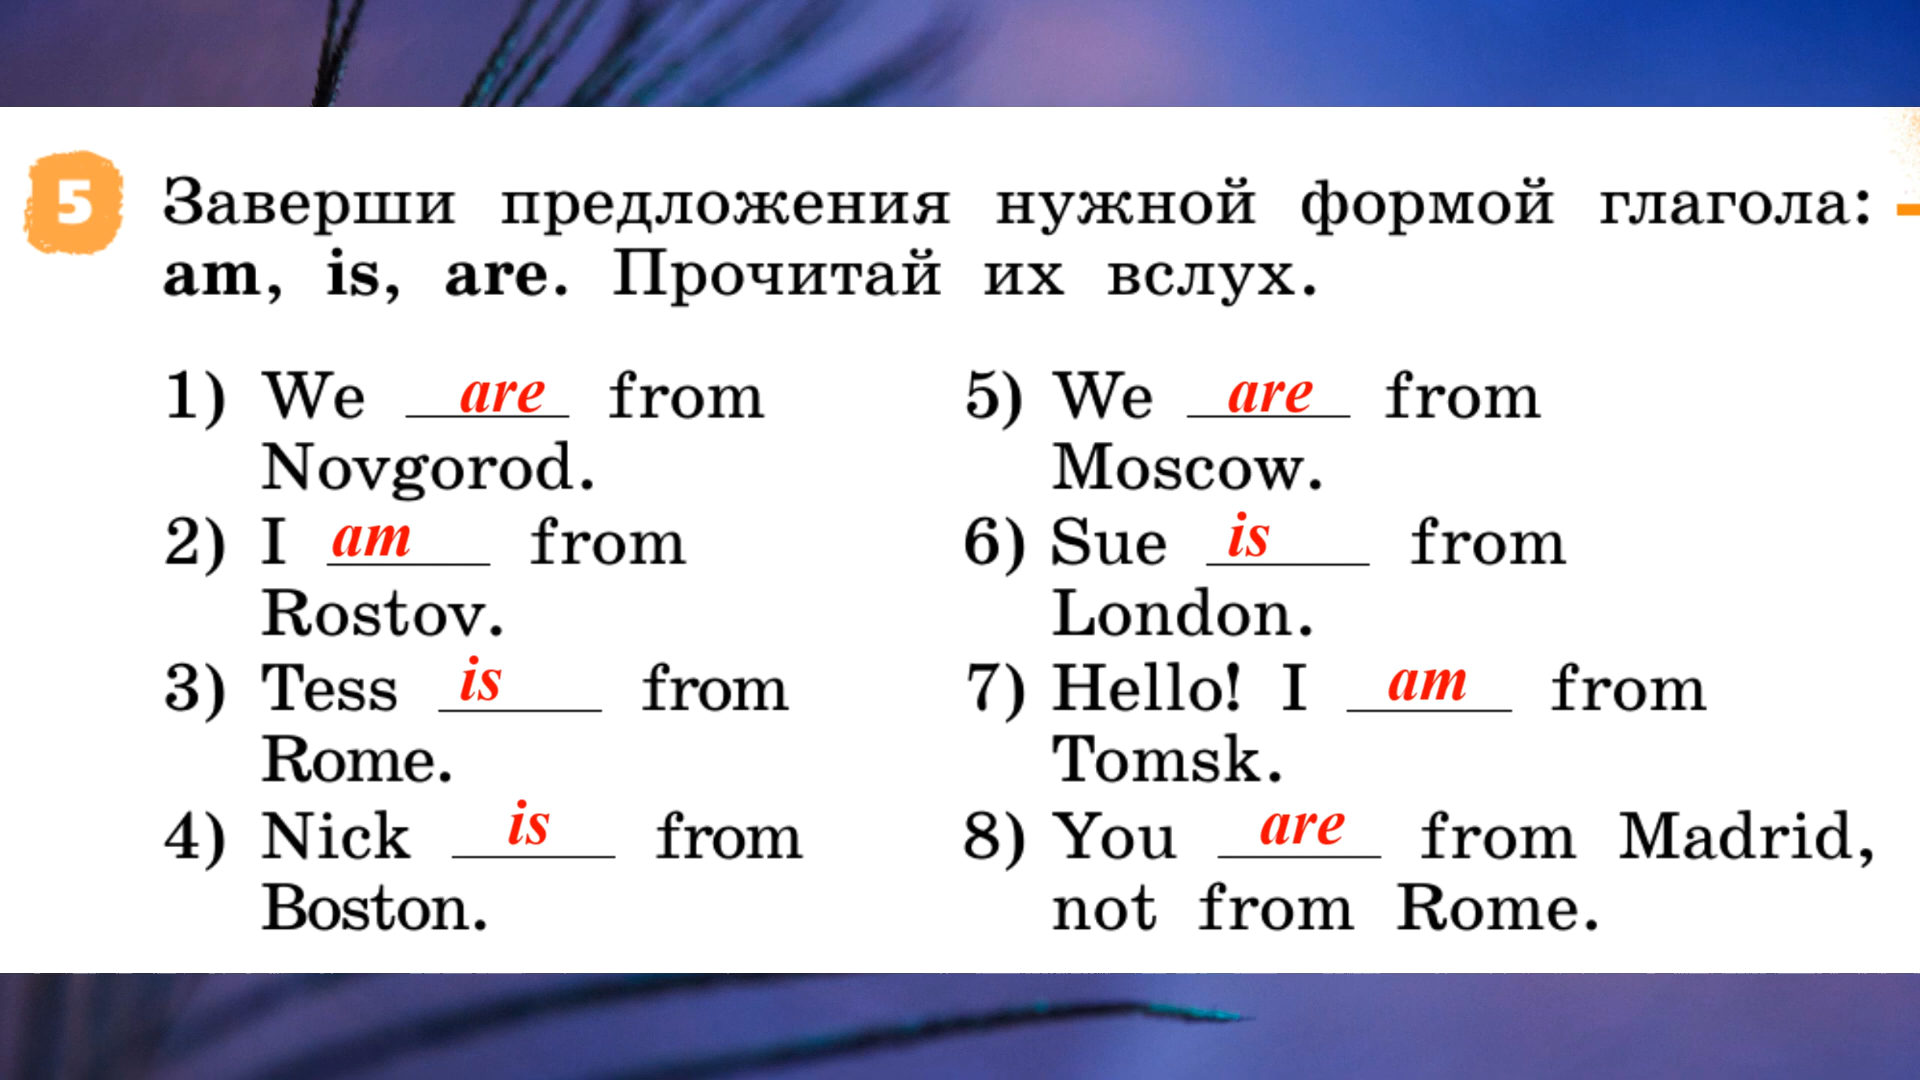 5 Заверши предложения нужной формой глагола:
am, is, are. Прочитай их вслух.
1) We are from
Novgorod.
2) I am from
Rostov.
3) Tess is from
Rome.
4) Nick is from
Boston.
5) We are from
Moscow.
6) Sue is from
London.
7) Hello! I am from
Tomsk.
8) You are from Madrid,
not from Rome.